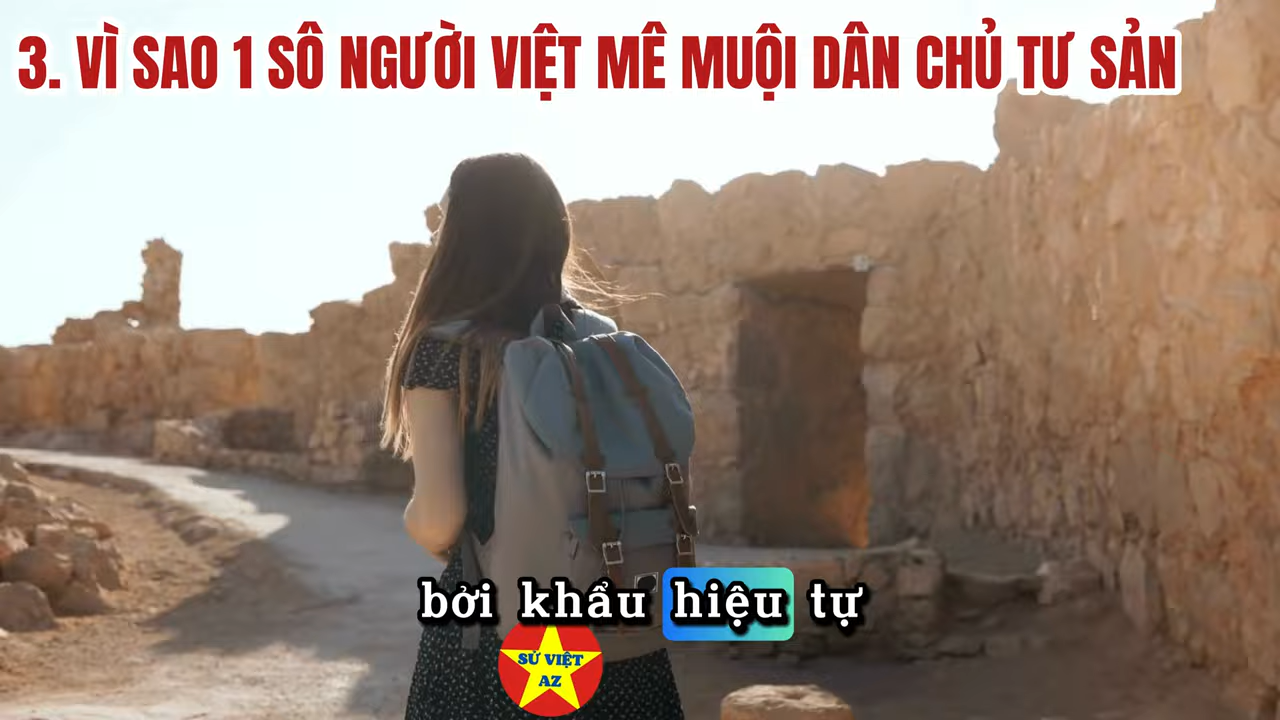 3. VÌ SAO 1 SÔ NGƯỜI VIỆT MÊ MUỘI DÂN CHỦ TƯ SẢN
bởi khẩu hiệu tự
SỬ VIỆT
AZ